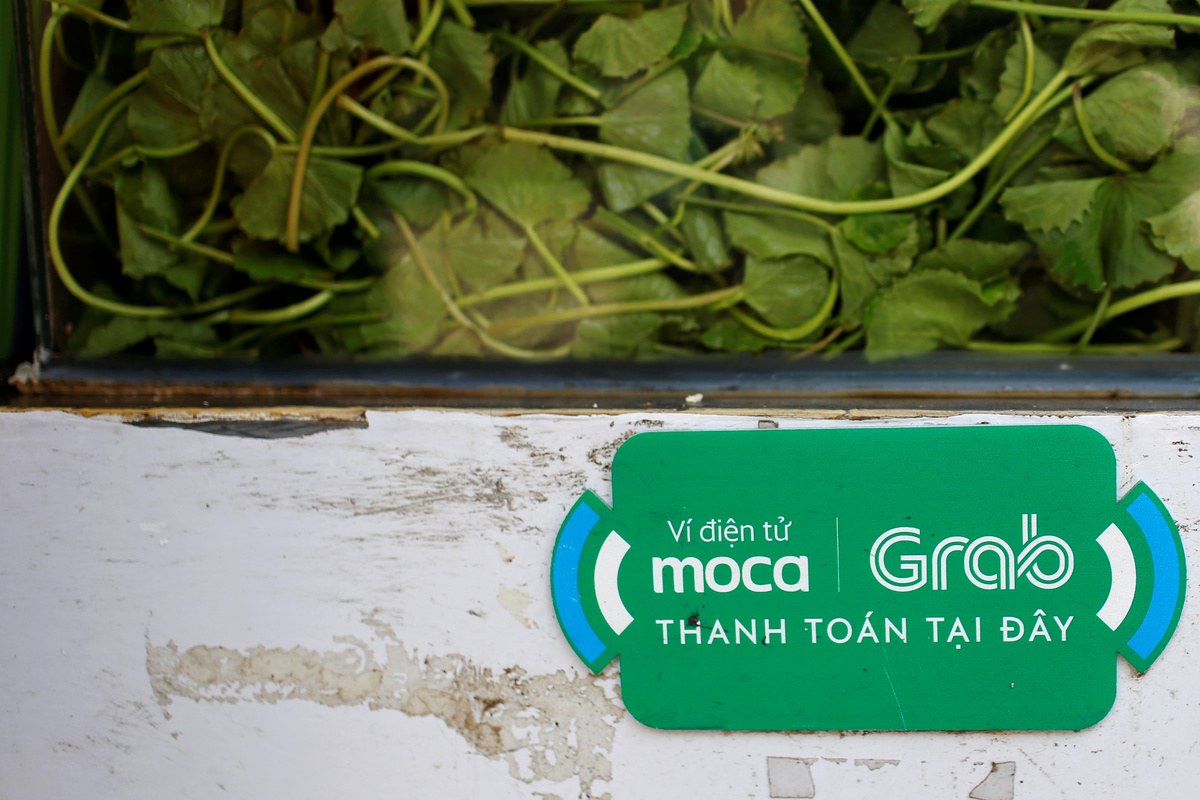 Ví điện tử
moca
Grab
THANH TOÁN TẠI ĐÂY